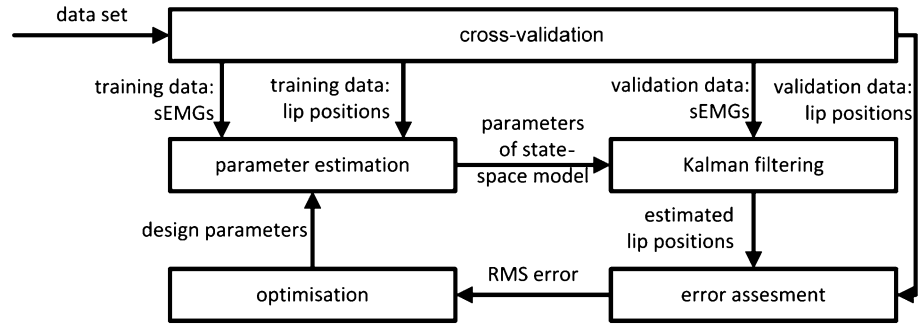 data set
cross-validation
training data:
sEMGs
training data:
lip positions
validation data:
sEMGs
validation data:
lip positions
parameter estimation
parameters
of state-
space model
Kalman filtering
design parameters
estimated
lip positions
optimisation
RMS error
error assesment